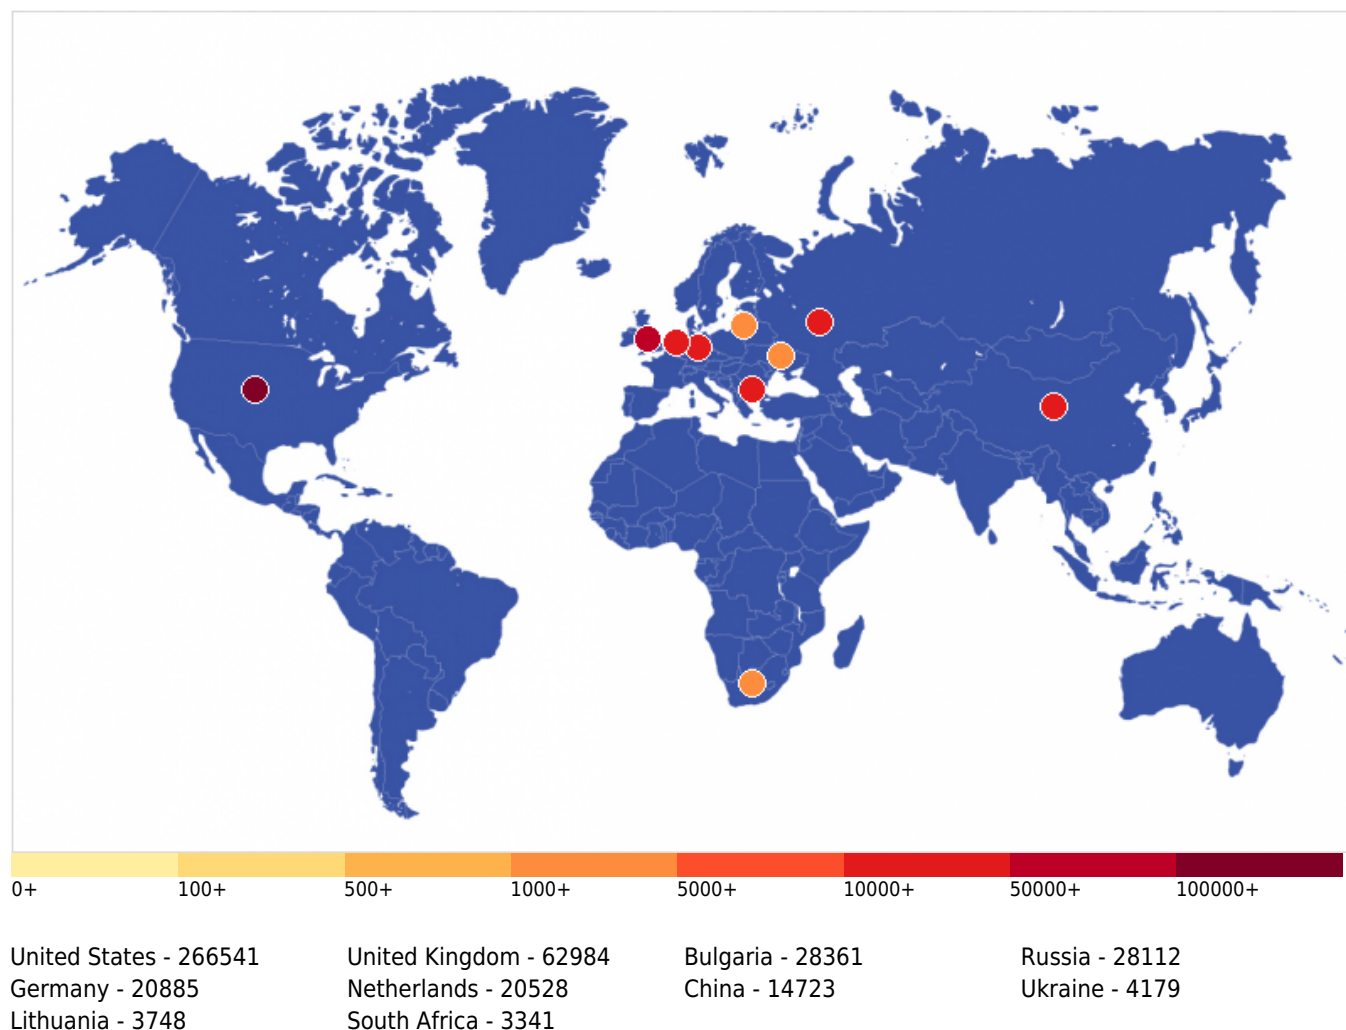 0+ 100+ 500+ 1000+ 5000+ 10000+ 50000+ 100000+
United States - 266541 United Kingdom - 62984 Bulgaria - 28361 Russia - 28112
Germany - 20885 Netherlands - 20528 China - 14723 Ukraine - 4179
Lithuania - 3748 South Africa - 3341